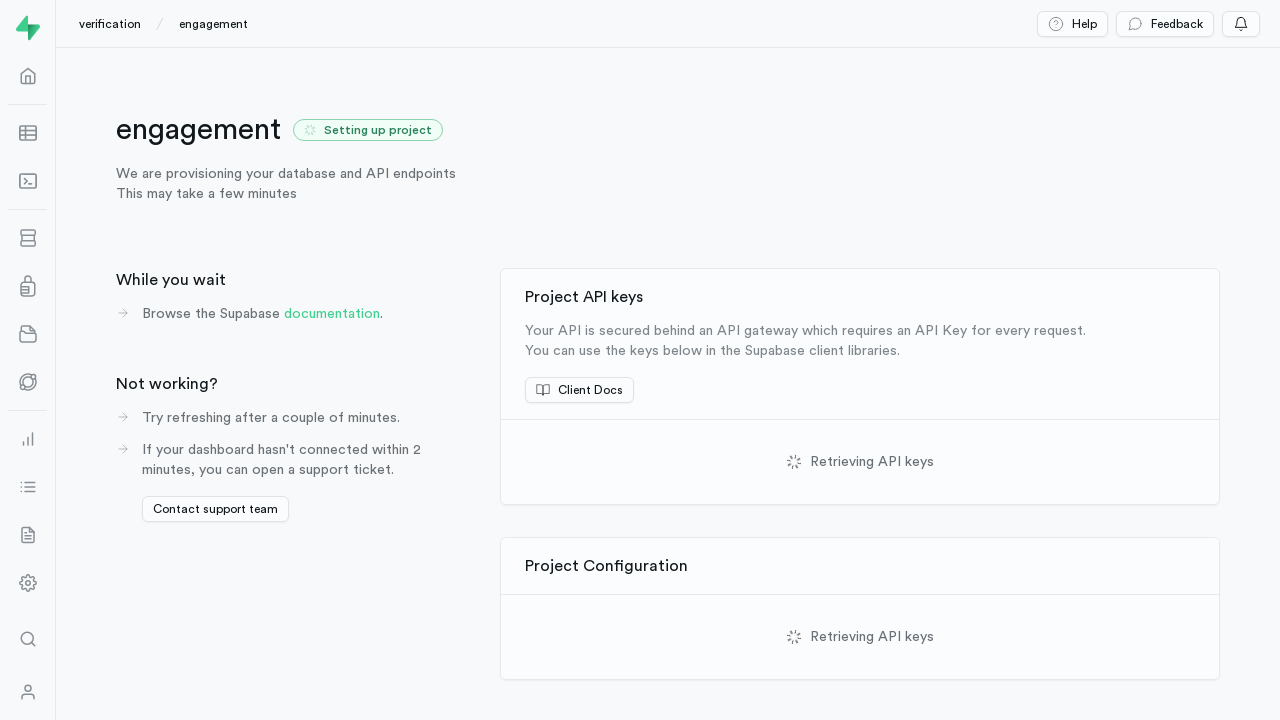 verification / engagement
Help
Feedback
engagement
Setting up project
We are provisioning your database and API endpoints
This may take a few minutes
While you wait
Browse the Supabase documentation.
Not working?
Try refreshing after a couple of minutes.
If your dashboard hasn't connected within 2
minutes, you can open a support ticket.
Contact support team
Project API keys
Your API is secured behind an API gateway which requires an API Key for every request.
You can use the keys below in the Supabase client libraries.
Client Docs
Retrieving API keys
Project Configuration
Retrieving API keys